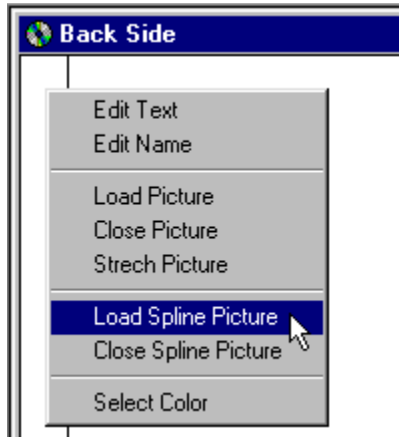 Back Side
Edit Text
Edit Name
Load Picture
Close Picture
Strech Picture
Load Spline Picture
Close Spline Picture
Select Color